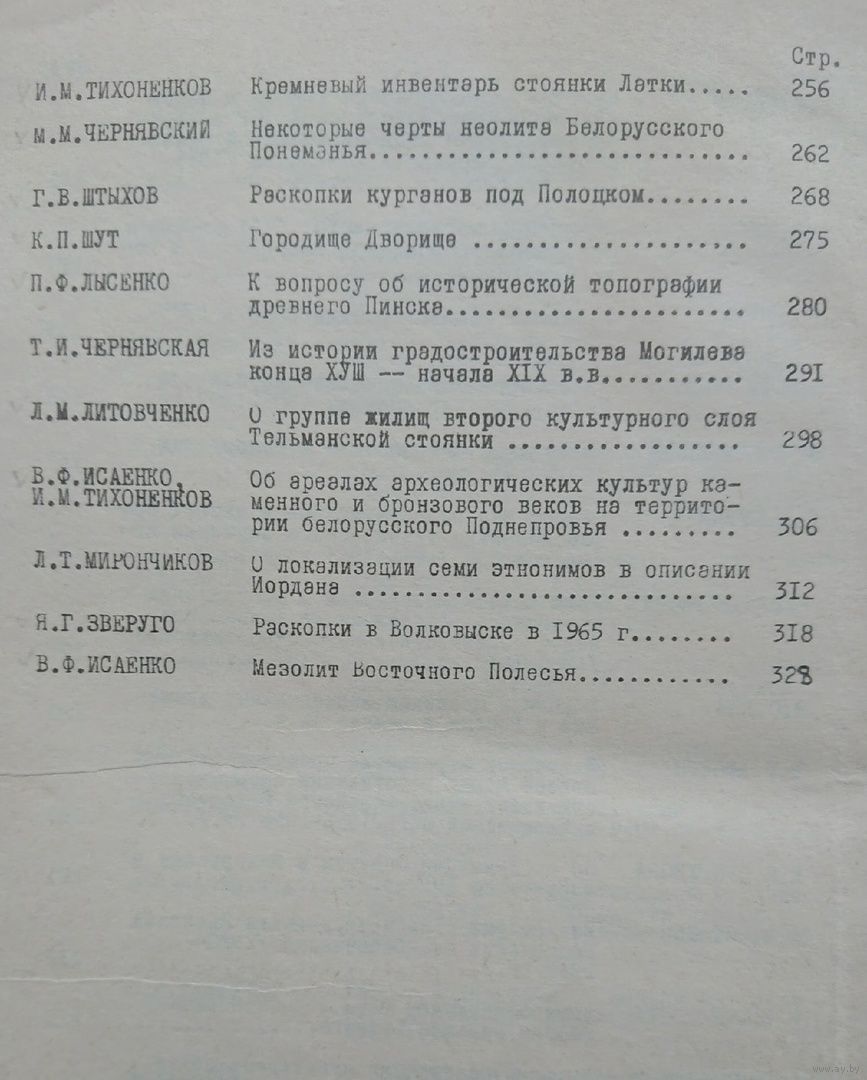 Стр.
И.М.ТИХОНЕНКОВ Кремневый инвентарь стоянки Латки..... 256
М.М.ЧЕРНЯВСКИЙ Некоторые черты неолита Белорусского
Понеманья.............................. 262
Г.В.ШТЫХОВ Раскопки курганов под Полоцком........ 268
К.П.ШУТ Городище Дворище ...................... 275
П.Ф.ЛЫСЕНКО К вопросу об исторической топографии
древнего Пинска........................ 280
Т.И.ЧЕРНЯВСКАЯ Из истории градостроительства Могилева
конца ХУШ -- начала XIX в.в............ 291
Л.М.ЛИТОВЧЕНКО О группе жилищ второго культурного слоя
Тельманской стоянки ................... 298
В.Ф.ИСАЕНКО, Об ареалах археологических культур ка-
И.М.ТИХОНЕНКОВ менного и бронзового веков на террито-
рии белорусского Поднепровья ......... 306
Л.Т.МИРОНЧИКОВ О локализации семи этнонимов в описании
Иордана .............................. 312
Я.Г.ЗВЕРУГО Раскопки в Волковыске в 1965 г........ 318
В.Ф.ИСАЕНКО Мезолит Восточного Полесья............ 328
www.ay.by